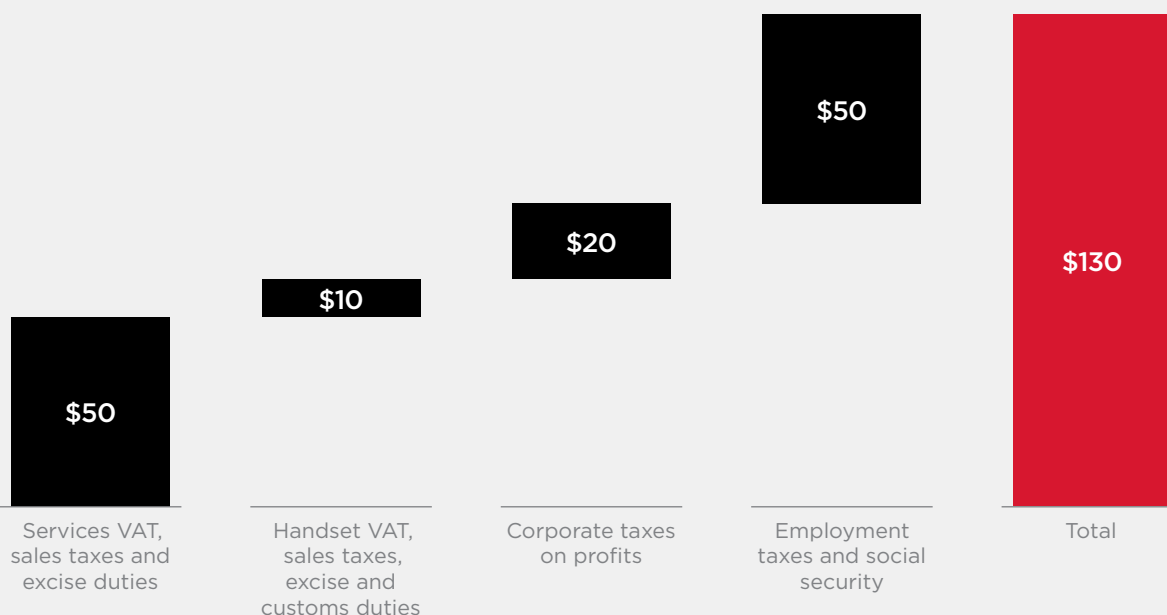 $50
$10
$20
$50
$130
Services VAT,
sales taxes and
excise duties
Handset VAT,
sales taxes,
excise and
customs duties
Corporate taxes
on profits
Employment
taxes and social
security
Total